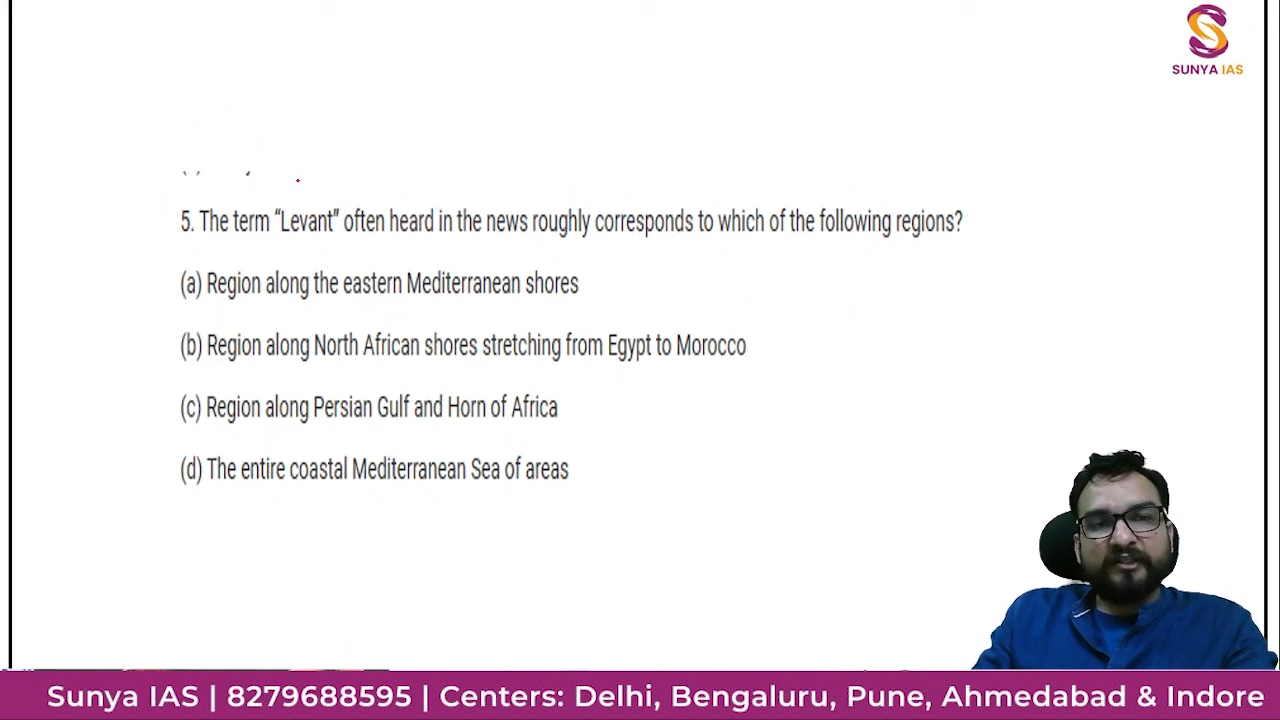 SUNYA IAS
5. The term “Levant” often heard in the news roughly corresponds to which of the following regions?
(a) Region along the eastern Mediterranean shores
(b) Region along North African shores stretching from Egypt to Morocco
(c) Region along Persian Gulf and Horn of Africa
(d) The entire coastal Mediterranean Sea of areas
Sunya IAS | 8279688595 | Centers: Delhi, Bengaluru, Pune, Ahmedabad & Indore